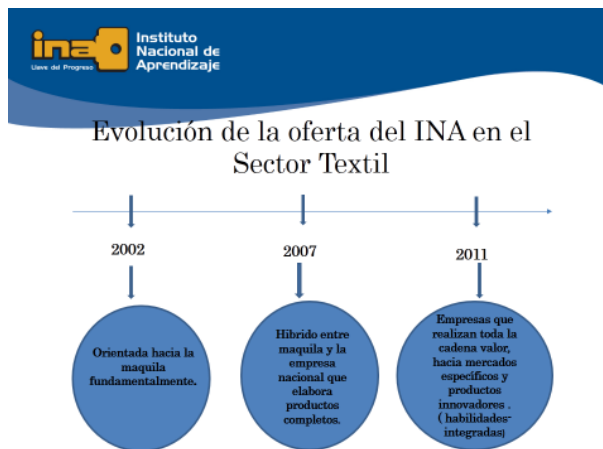 ina
Llave del Progreso
Instituto
Nacional de
Aprendizaje
Evolución de la oferta del INA en el
Sector Textil
2002
2007
2011
Orientada hacia la
maquila
fundamentalmente.
Hibrido entre
maquila y la
empresa
nacional que
elabora
productos
completos.
Empresas que
realizan toda la
cadena valor,
hacia mercados
específicos y
productos
innovadores .
( habilidades-
integradas)